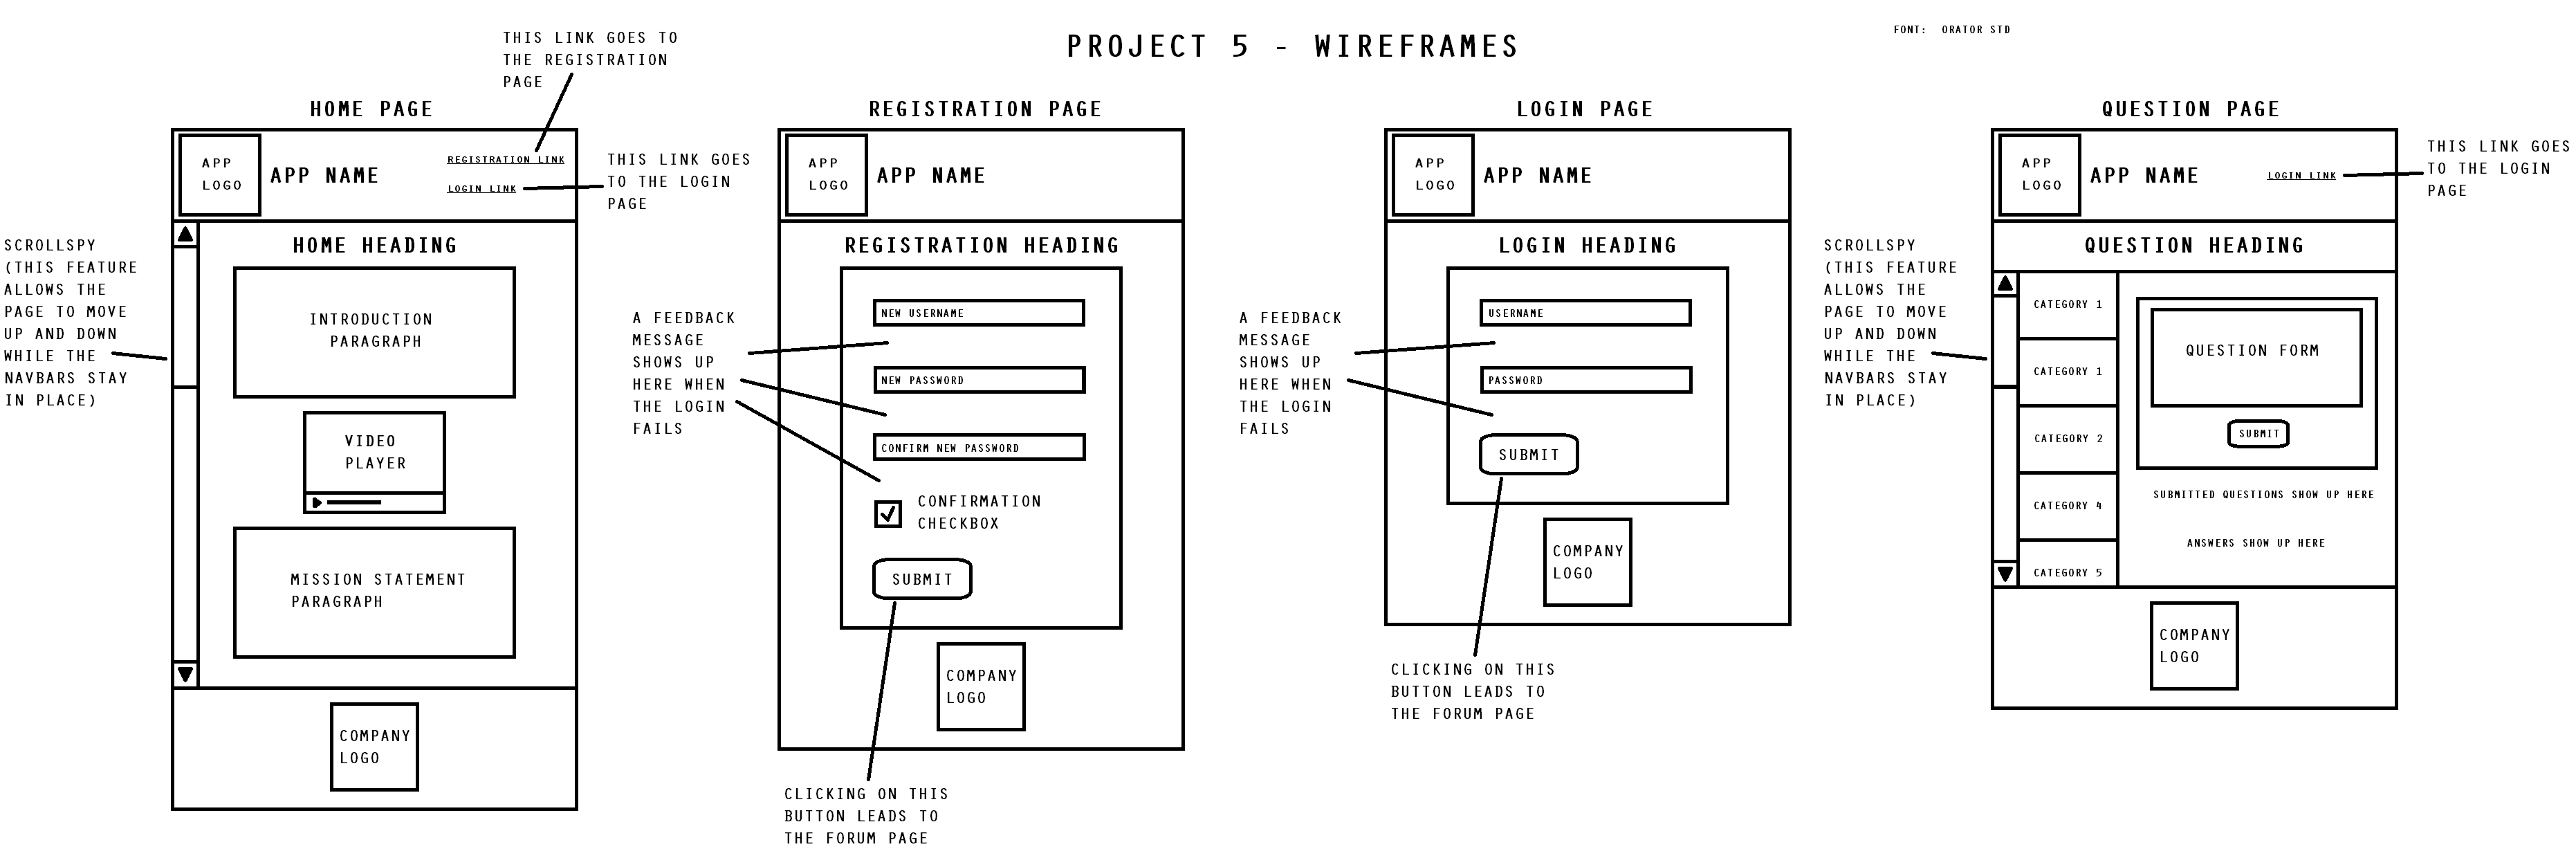 PROJECT 5 - WIREFRAMES
FONT: ORATOR STD
THIS LINK GOES TO
THE REGISTRATION
PAGE
HOME PAGE
APP
LOGO
APP NAME
REGISTRATION LINK
LOGIN LINK
THIS LINK GOES
TO THE LOGIN
PAGE
SCROLLSPY
(THIS FEATURE
ALLOWS THE
PAGE TO MOVE
UP AND DOWN
WHILE THE
NAVBARS STAY
IN PLACE)
HOME HEADING
INTRODUCTION
PARAGRAPH
VIDEO
PLAYER
MISSION STATEMENT
PARAGRAPH
COMPANY
LOGO
REGISTRATION PAGE
APP
LOGO
APP NAME
REGISTRATION HEADING
A FEEDBACK
MESSAGE
SHOWS UP
HERE WHEN
THE LOGIN
FAILS
NEW USERNAME
NEW PASSWORD
CONFIRM NEW PASSWORD
CONFIRMATION
CHECKBOX
SUBMIT
COMPANY
LOGO
CLICKING ON THIS
BUTTON LEADS TO
THE FORUM PAGE
LOGIN PAGE
APP
LOGO
APP NAME
LOGIN HEADING
A FEEDBACK
MESSAGE
SHOWS UP
HERE WHEN
THE LOGIN
FAILS
USERNAME
PASSWORD
SUBMIT
COMPANY
LOGO
CLICKING ON THIS
BUTTON LEADS TO
THE FORUM PAGE
QUESTION PAGE
APP
LOGO
APP NAME
LOGIN LINK
THIS LINK GOES
TO THE LOGIN
PAGE
SCROLLSPY
(THIS FEATURE
ALLOWS THE
PAGE TO MOVE
UP AND DOWN
WHILE THE
NAVBARS STAY
IN PLACE)
QUESTION HEADING
CATEGORY 1
CATEGORY 1
CATEGORY 2
CATEGORY 4
CATEGORY 5
QUESTION FORM
SUBMIT
SUBMITTED QUESTIONS SHOW UP HERE
ANSWERS SHOW UP HERE
COMPANY
LOGO